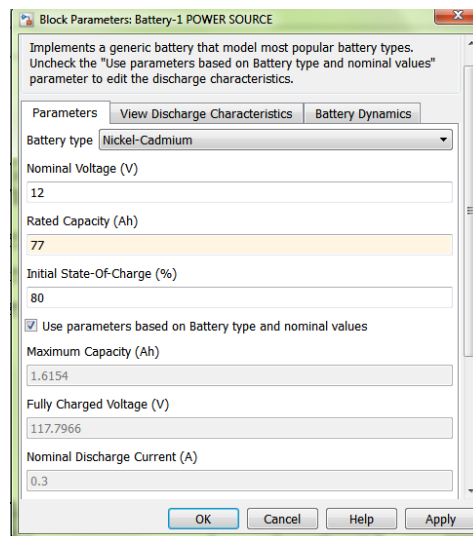 Block Parameters: Battery-1 POWER SOURCE
Implements a generic battery that model most popular battery types.
Uncheck the "Use parameters based on Battery type and nominal values"
parameter to edit the discharge characteristics.
Parameters View Discharge Characteristics Battery Dynamics
Battery type Nickel-Cadmium
Nominal Voltage (V)
12
Rated Capacity (Ah)
77
Initial State-Of-Charge (%)
80
Use parameters based on Battery type and nominal values
Maximum Capacity (Ah)
1.6154
Fully Charged Voltage (V)
117.7966
Nominal Discharge Current (A)
0.3
OK Cancel Help Apply